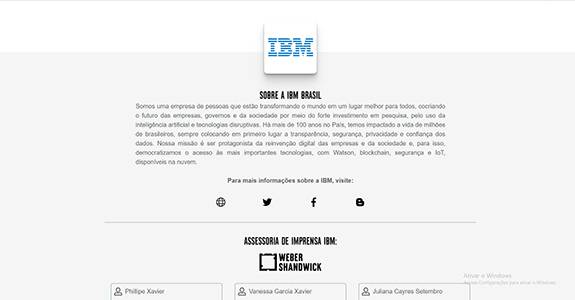 IBM
SOBRE A IBM BRASIL
Somos uma empresa de pessoas que estão transformando o mundo em um lugar melhor para todos, cocriando
o futuro das empresas, governos e da sociedade por meio do forte investimento em pesquisa, pelo uso da
inteligência artificial e tecnologias disruptivas. Há mais de 100 anos no País, temos impactado a vida de milhões
de brasileiros, sempre colocando em primeiro lugar a transparência, segurança, privacidade e confiança dos
dados. Nossa missão é ser protagonista da reinvenção digital das empresas e da sociedade e, para isso,
democratizamos o acesso às mais importantes tecnologias, com Watson, blockchain, segurança e IoT,
disponíveis na nuvem.
Para mais informações sobre a IBM, visite:
ASSESSORIA DE IMPRENSA IBM:
WEBER
SHANDWICK
Phillipe Xavier
Vanessa Garcia Xavier
Juliana Cayres Setembro
Ativar o Windows
Acesse Configurações para ativar o Windows.